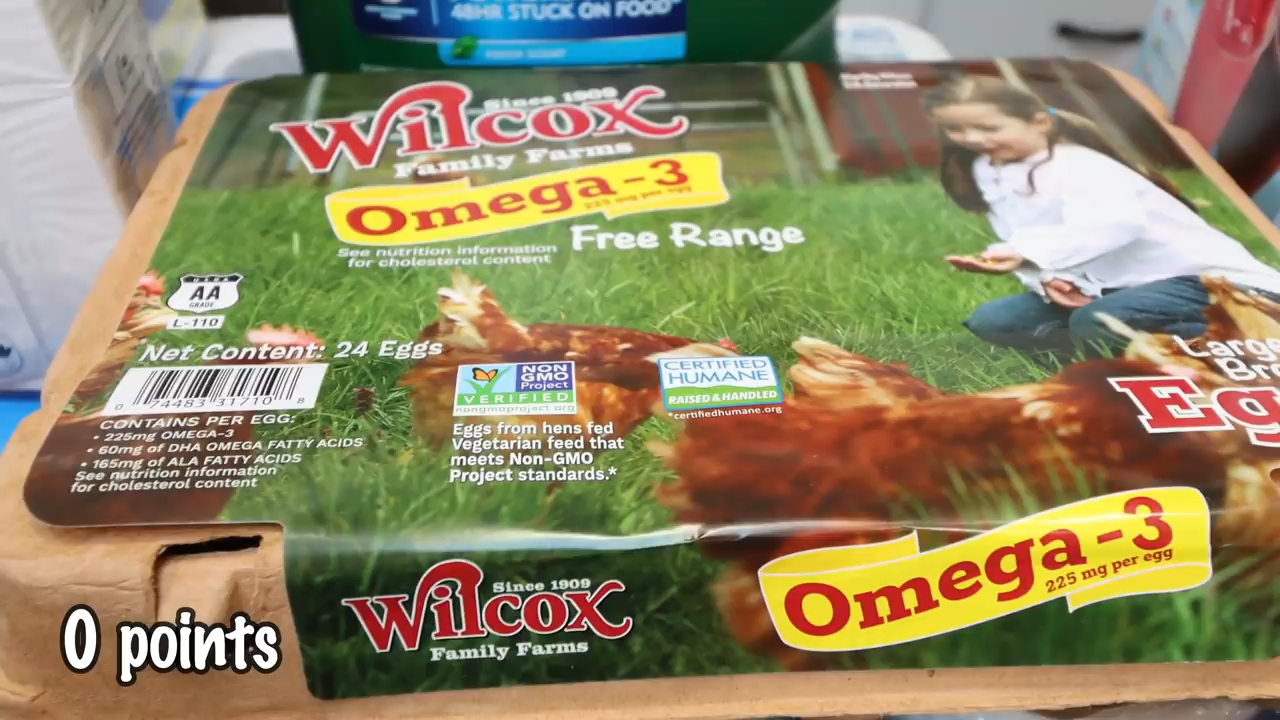 48HR STUCK ON FOOD
FRESH SCENT
Since 1909
Wilcox
Family Farms
Omega-3
225 mg per egg
See nutrition information
for cholesterol content
Free Range
USDA
AA
GRADE
L-110
Net Content: 24 Eggs
0 74483 31710 8
CONTAINS PER EGG:
• 225mg OMEGA-3
• 60mg of DHA OMEGA FATTY ACIDS
• 165mg of ALA FATTY ACIDS
See nutrition information
for cholesterol content
NON
GMO
Project
VERIFIED
nongmoproject.org
Eggs from hens fed
Vegetarian feed that
meets Non-GMO
Project standards.*
CERTIFIED
HUMANE
RAISED & HANDLED
*certifiedhumane.org
Large
Bro
Eg
Since 1909
Wilcox
Family Farms
Omega-3
225 mg per egg
0 points